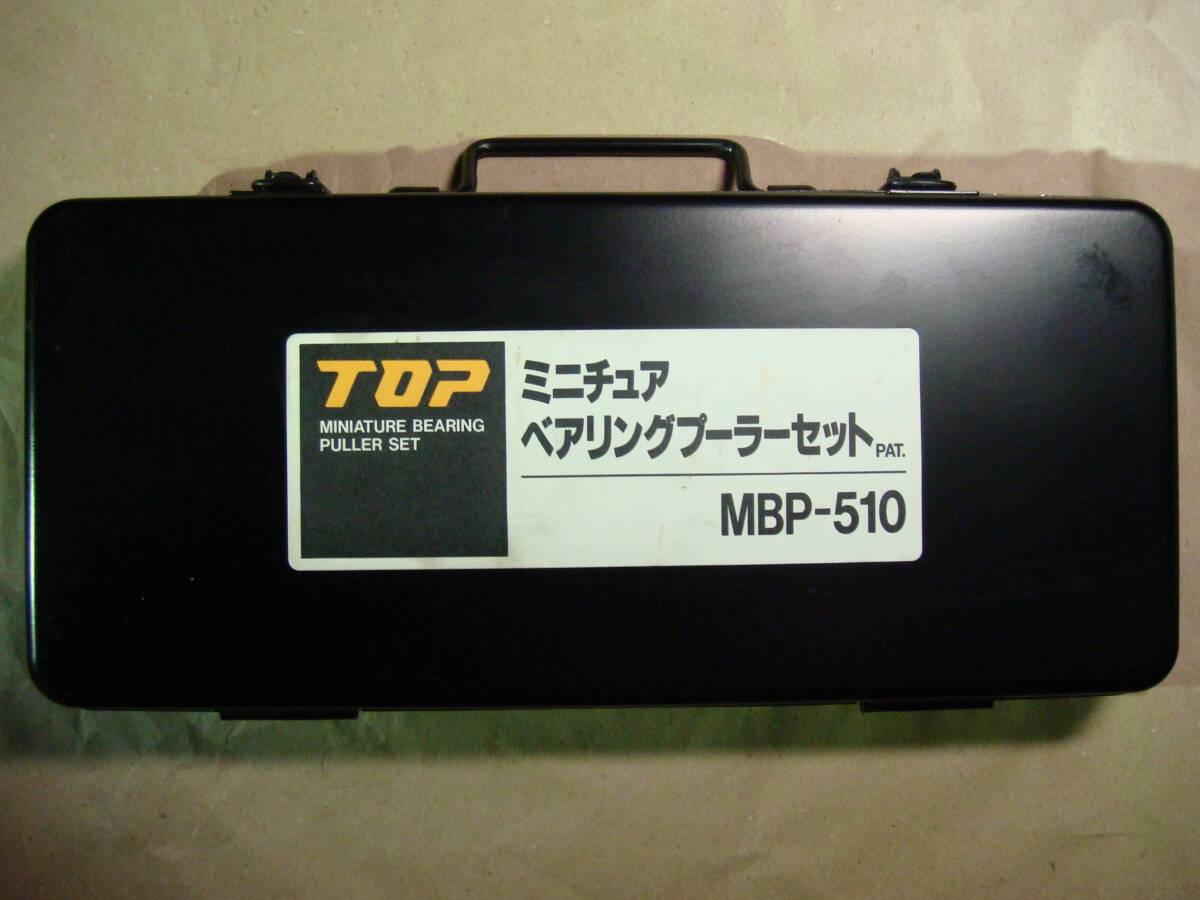 TOP
MINIATURE BEARING
PULLER SET
ミニチュア
ベアリングプーラーセット PAT.
MBP-510